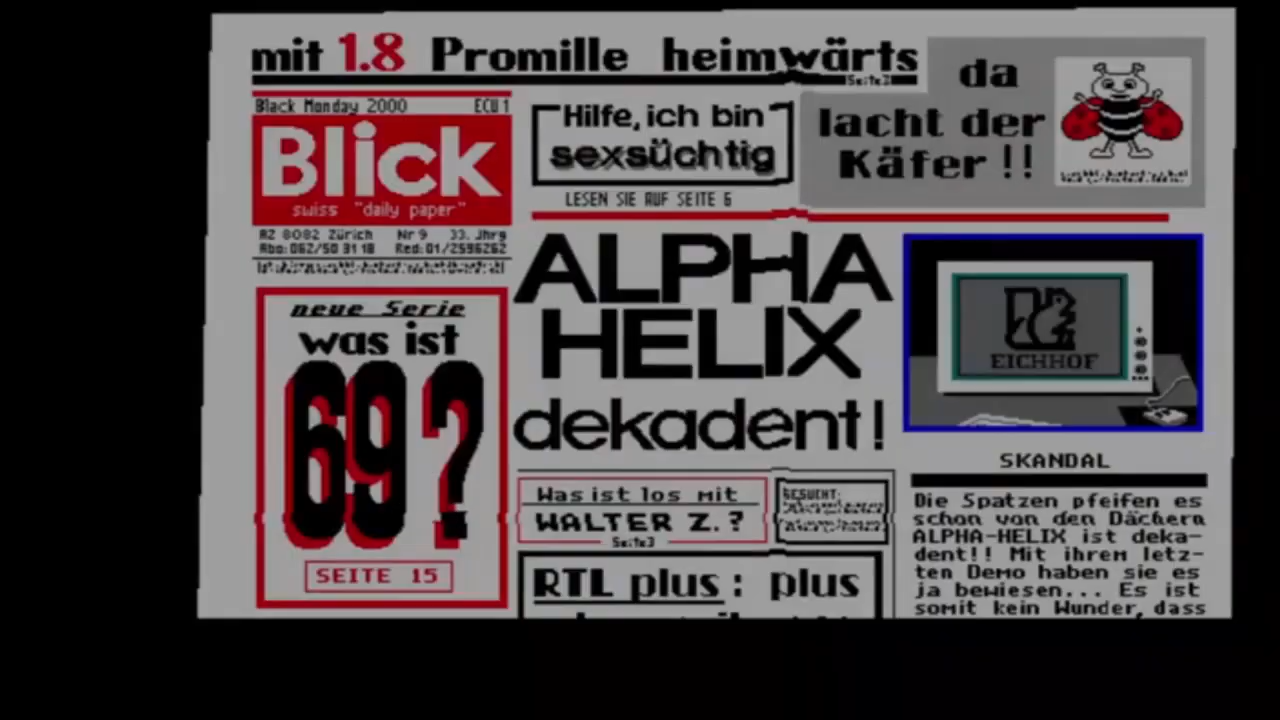 mit 1.8 Promille heimwärts
Seite3
da
lacht der
Käfer !!
Black Monday 2000 ECU 1
Blick
swiss "daily paper"
AZ 8082 Zürich Nr 9 33. Jhrg
Abo: 062/50 31 18 Red: 01/2596262
Hilfe, ich bin
sexsüchtig
LESEN SIE AUF SEITE 6
neue Serie
was ist
69?
SEITE 15
ALPHA
HELIX
dekadent!
EICHHOF
Was ist los mit
WALTER Z. ?
Seite3
GESUCHT:
RTL plus: plus
SKANDAL
Die Spatzen pfeifen es
schon von den Dächern
ALPHA-HELIX ist deka-
dent!! Mit ihrem letz-
ten Demo haben sie es
ja bewiesen... Es ist
somit kein Wunder, dass